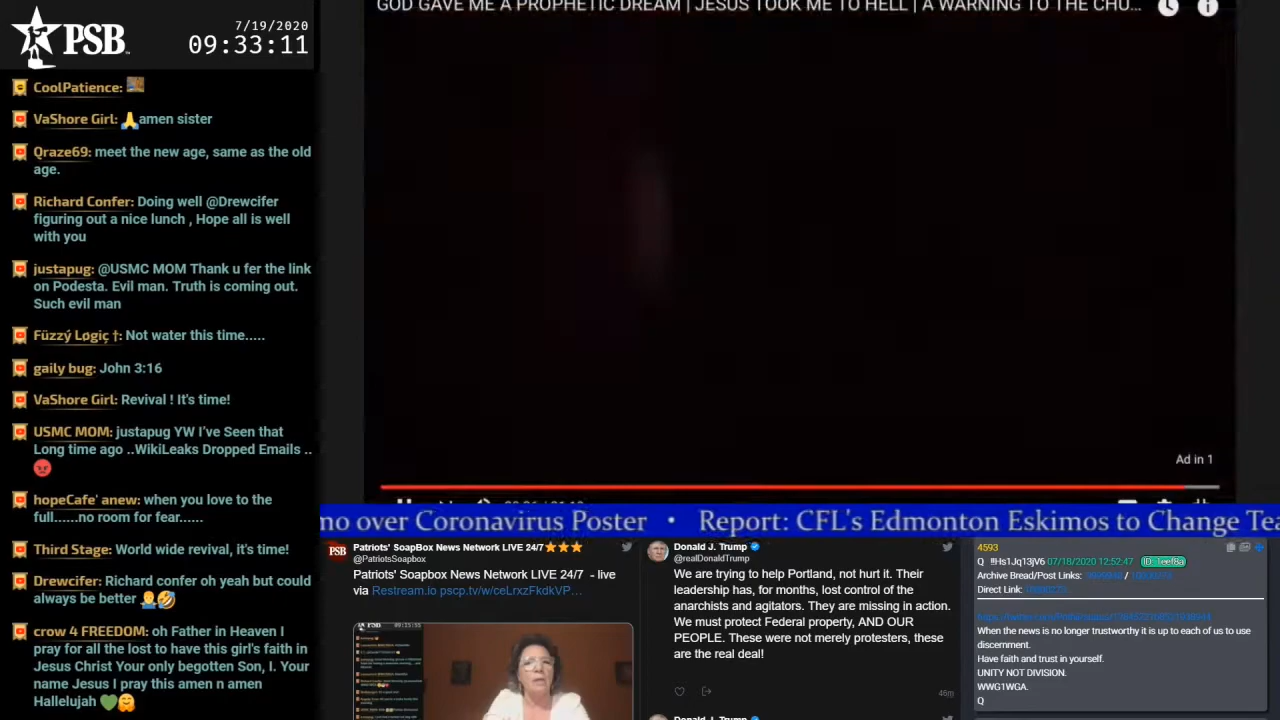 PSB
7/19/2020
09:33:11
CoolPatience:
VaShore Girl: 🙏amen sister
Qraze69: meet the new age, same as the old
age.
Richard Confer: Doing well @Drewcifer
figuring out a nice lunch , Hope all is well
with you
justapug: @USMC MOM Thank u fer the link
on Podesta. Evil man. Truth is coming out.
Such evil man
Füzzý Løgiç †: Not water this time.....
gaily bug: John 3:16
VaShore Girl: Revival ! It's time!
USMC MOM: justapug YW I've Seen that
Long time ago ..WikiLeaks Dropped Emails ..
😡
hopeCafe' anew: when you love to the
full......no room for fear......
Third Stage: World wide revival, it's time!
Drewcifer: Richard confer oh yeah but could
always be better 🤷🤣
crow 4 FREEDOM: oh Father in Heaven I
pray for all thest to have this girl's faith in
Jesus Christ our only begotten Son, I. Your
name Jesus I pray this amen n amen
Hallelujah 💚🤗
GOD GAVE ME A PROPHETIC DREAM | JESUS TOOK ME TO HELL | A WARNING TO THE CHU...
Ad in 1
mo over Coronavirus Poster • Report: CFL's Edmonton Eskimos to Change Tea
PSB
Patriots' SoapBox News Network LIVE 24/7⭐⭐⭐
@PatriotsSoapbox
Patriots' Soapbox News Network LIVE 24/7 - live
via Restream.io pscp.tv/w/ceLrxzFkdkVP...
PSB
Donald J. Trump
@realDonaldTrump
We are trying to help Portland, not hurt it. Their
leadership has, for months, lost control of the
anarchists and agitators. They are missing in action.
We must protect Federal property, AND OUR
PEOPLE. These were not merely protesters, these
are the real deal!
46m
Donald J. Trump
4593
Q !!Hs1Jq13jV6 07/18/2020 12:52:47 ID: 1eef8a
Archive Bread/Post Links: /
Direct Link:
When the news is no longer trustworthy it is up to each of us to use
discernment.
Have faith and trust in yourself.
UNITY NOT DIVISION.
WWG1WGA.
Q